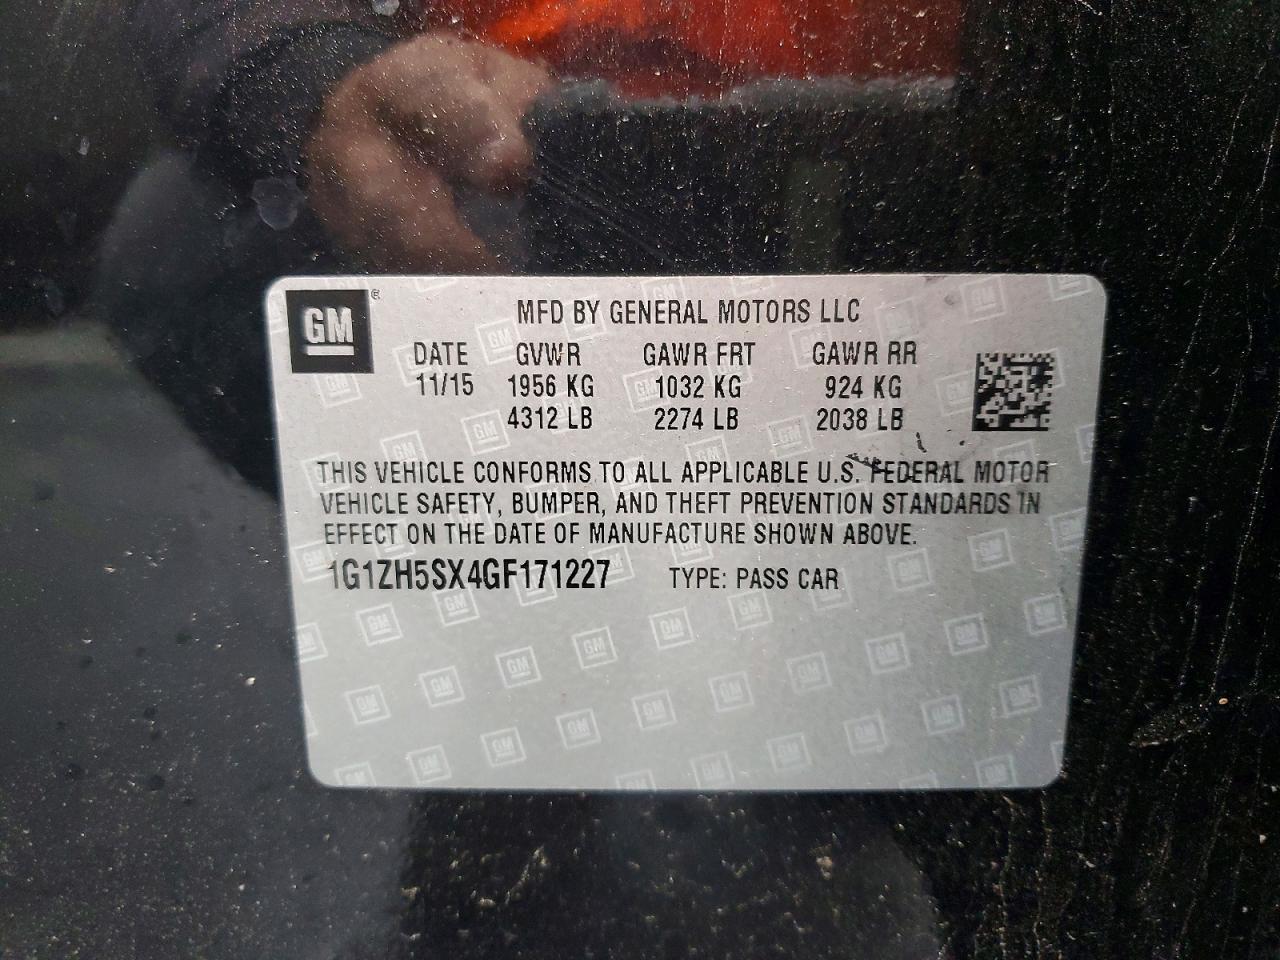 GM
MFD BY GENERAL MOTORS LLC
DATE GVWR GAWR FRT GAWR RR
11/15 1956 KG 1032 KG 924 KG
4312 LB 2274 LB 2038 LB
THIS VEHICLE CONFORMS TO ALL APPLICABLE U.S. FEDERAL MOTOR
VEHICLE SAFETY, BUMPER, AND THEFT PREVENTION STANDARDS IN
EFFECT ON THE DATE OF MANUFACTURE SHOWN ABOVE.
1G1ZH5SX4GF171227 TYPE: PASS CAR